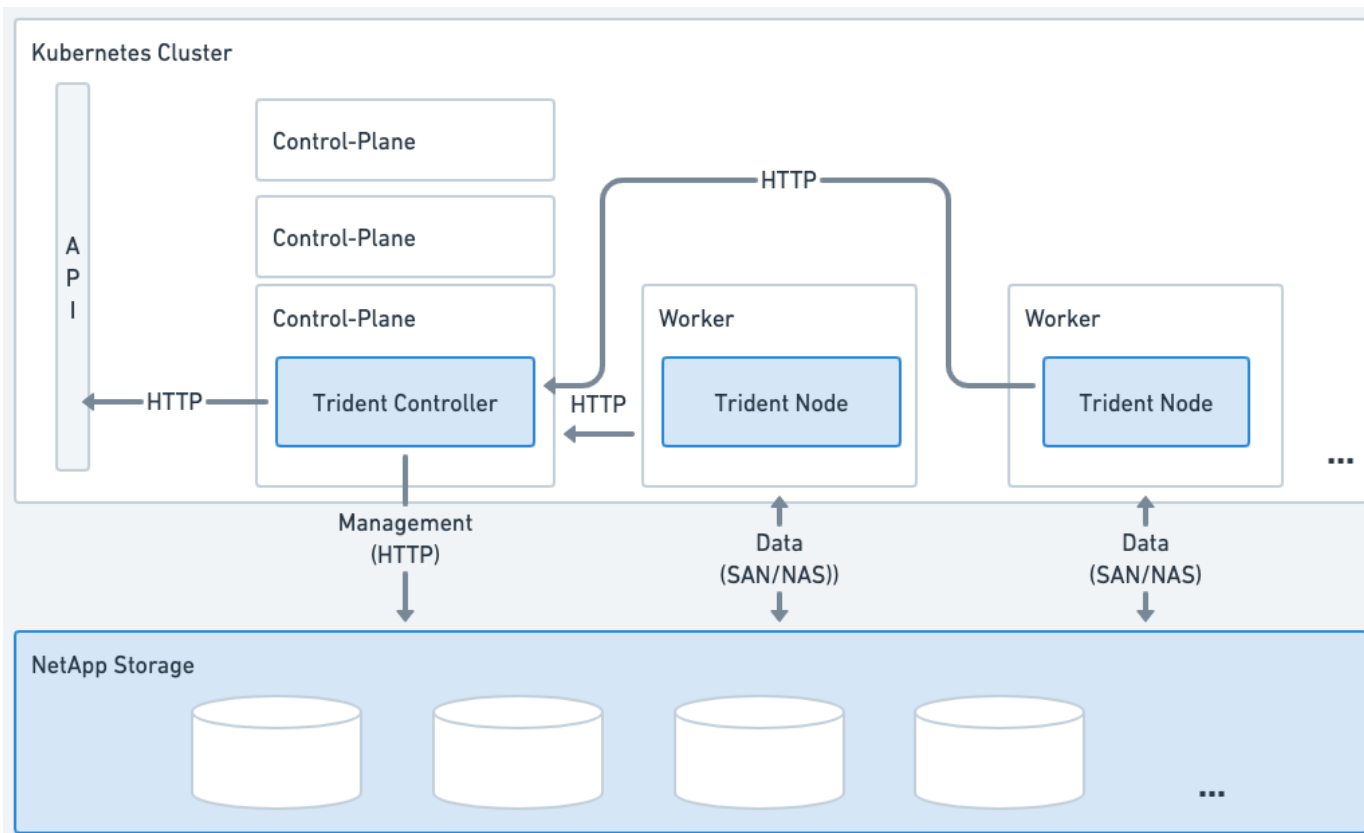 Kubernetes Cluster
A
P
I
Control-Plane
Control-Plane
Control-Plane
Trident Controller
HTTP
HTTP
HTTP
Worker
Trident Node
Worker
Trident Node
...
Management
(HTTP)
Data
(SAN/NAS))
Data
(SAN/NAS)
NetApp Storage
...